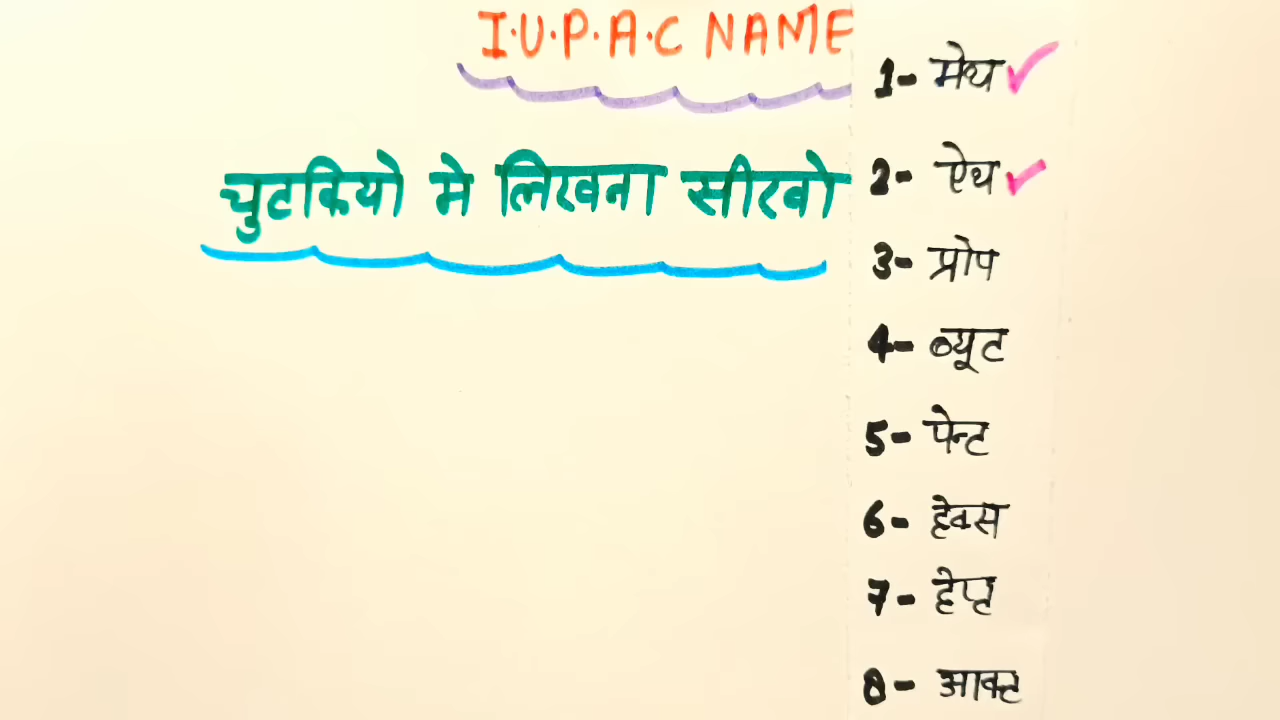 I.U.P.A.C NAME
चुटकियो मे लिखना सीखो
1- मेथ ✓
2- ऐथ ✓
3- प्रोप
4- ब्यूट
5- पेन्ट
6- हेक्स
7- हेप्ट
8- आक्ट